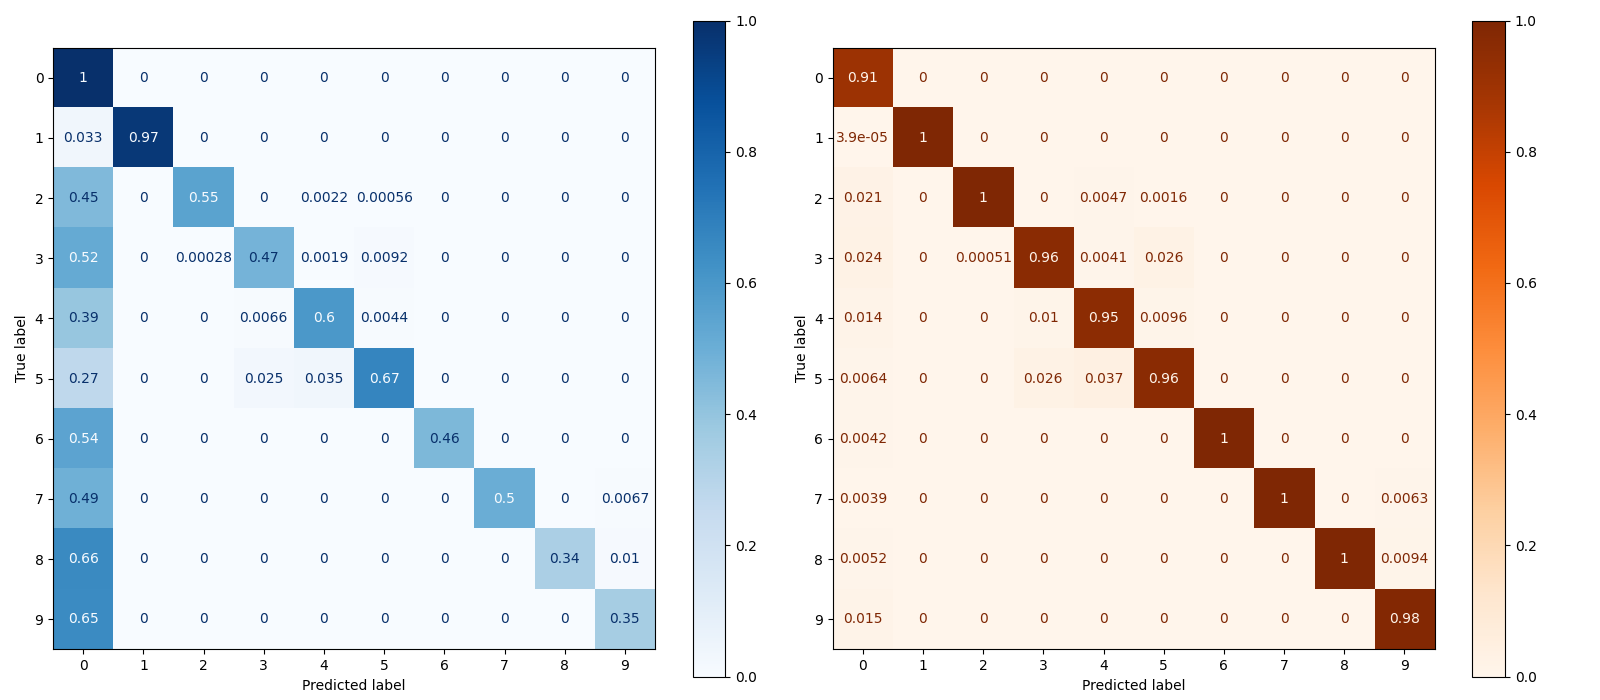 1.0
0 1 0 0 0 0 0 0 0 0 0
1 0.033 0.97 0 0 0 0 0 0 0 0
0.8
2 0.45 0 0.55 0 0.0022 0.00056 0 0 0 0
3 0.52 0 0.00028 0.47 0.0019 0.0092 0 0 0 0
0.6
4 0.39 0 0 0.0066 0.6 0.0044 0 0 0 0
True label
5 0.27 0 0 0.025 0.035 0.67 0 0 0 0
0.4
6 0.54 0 0 0 0 0 0.46 0 0 0
7 0.49 0 0 0 0 0 0 0.5 0 0.0067
0.2
8 0.66 0 0 0 0 0 0 0 0.34 0.01
9 0.65 0 0 0 0 0 0 0 0 0.35
0.0
0 1 2 3 4 5 6 7 8 9
Predicted label
1.0
0 0.91 0 0 0 0 0 0 0 0 0
1 3.9e-05 1 0 0 0 0 0 0 0 0
0.8
2 0.021 0 1 0 0.0047 0.0016 0 0 0 0
3 0.024 0 0.00051 0.96 0.0041 0.026 0 0 0 0
0.6
4 0.014 0 0 0.01 0.95 0.0096 0 0 0 0
True label
5 0.0064 0 0 0.026 0.037 0.96 0 0 0 0
0.4
6 0.0042 0 0 0 0 0 1 0 0 0
7 0.0039 0 0 0 0 0 0 1 0 0.0063
0.2
8 0.0052 0 0 0 0 0 0 0 1 0.0094
9 0.015 0 0 0 0 0 0 0 0 0.98
0.0
0 1 2 3 4 5 6 7 8 9
Predicted label